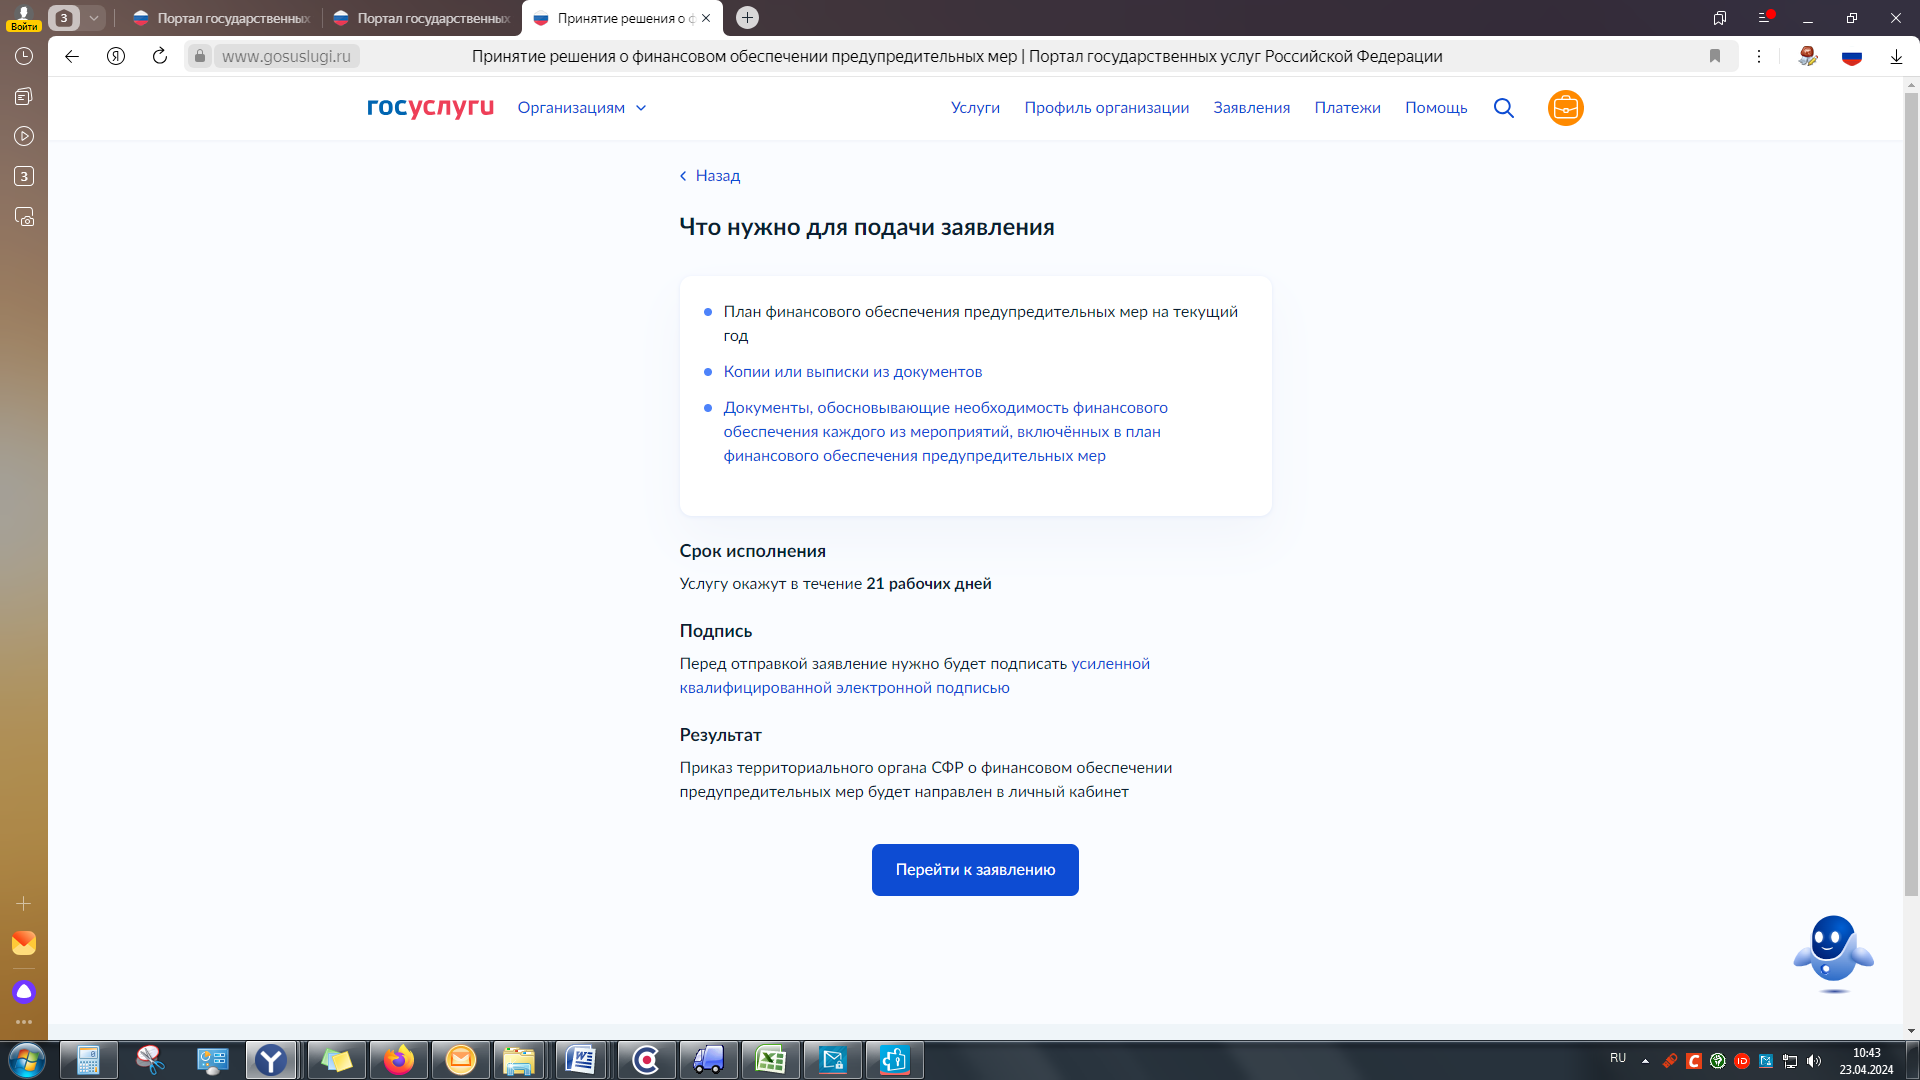 Войти
3
Портал государственных
Портал государственных
Принятие решения о ф
www.gosuslugi.ru
Принятие решения о финансовом обеспечении предупредительных мер | Портал государственных услуг Российской Федерации
3
госуслуги
Организациям
Услуги
Профиль организации
Заявления
Платежи
Помощь
Назад
Что нужно для подачи заявления
План финансового обеспечения предупредительных мер на текущий
год
Копии или выписки из документов
Документы, обосновывающие необходимость финансового
обеспечения каждого из мероприятий, включённых в план
финансового обеспечения предупредительных мер
Срок исполнения
Услугу окажут в течение 21 рабочих дней
Подпись
Перед отправкой заявление нужно будет подписать усиленной
квалифицированной электронной подписью
Результат
Приказ территориального органа СФР о финансовом обеспечении
предупредительных мер будет направлен в личный кабинет
Перейти к заявлению
RU
10:43
23.04.2024